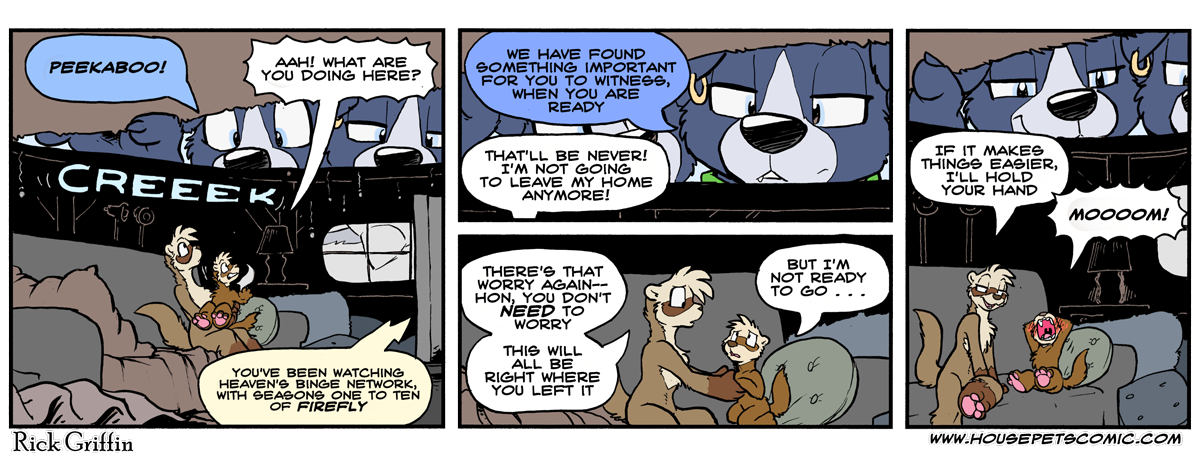 PEEKABOO!
AAH! WHAT ARE
YOU DOING HERE?
CREEEK
YOU'VE BEEN WATCHING
HEAVEN'S BINGE NETWORK,
WITH SEASONS ONE TO TEN
OF FIREFLY
WE HAVE FOUND
SOMETHING IMPORTANT
FOR YOU TO WITNESS,
WHEN YOU ARE
READY
THAT'LL BE NEVER!
I'M NOT GOING
TO LEAVE MY HOME
ANYMORE!
THERE'S THAT
WORRY AGAIN--
HON, YOU DON'T
NEED TO
WORRY
THIS WILL
ALL BE
RIGHT WHERE
YOU LEFT IT
BUT I'M
NOT READY
TO GO . . .
IF IT MAKES
THINGS EASIER,
I'LL HOLD
YOUR HAND
MOOOOM!
Rick Griffin
WWW.HOUSEPETSCOMIC.COM